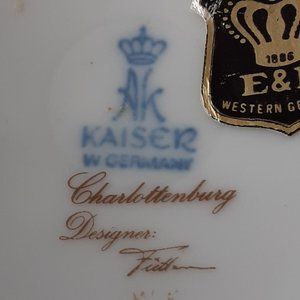 AK
KAISER
W. GERMANY
Charlottenburg
Designer:
1886
E&
WESTERN GE